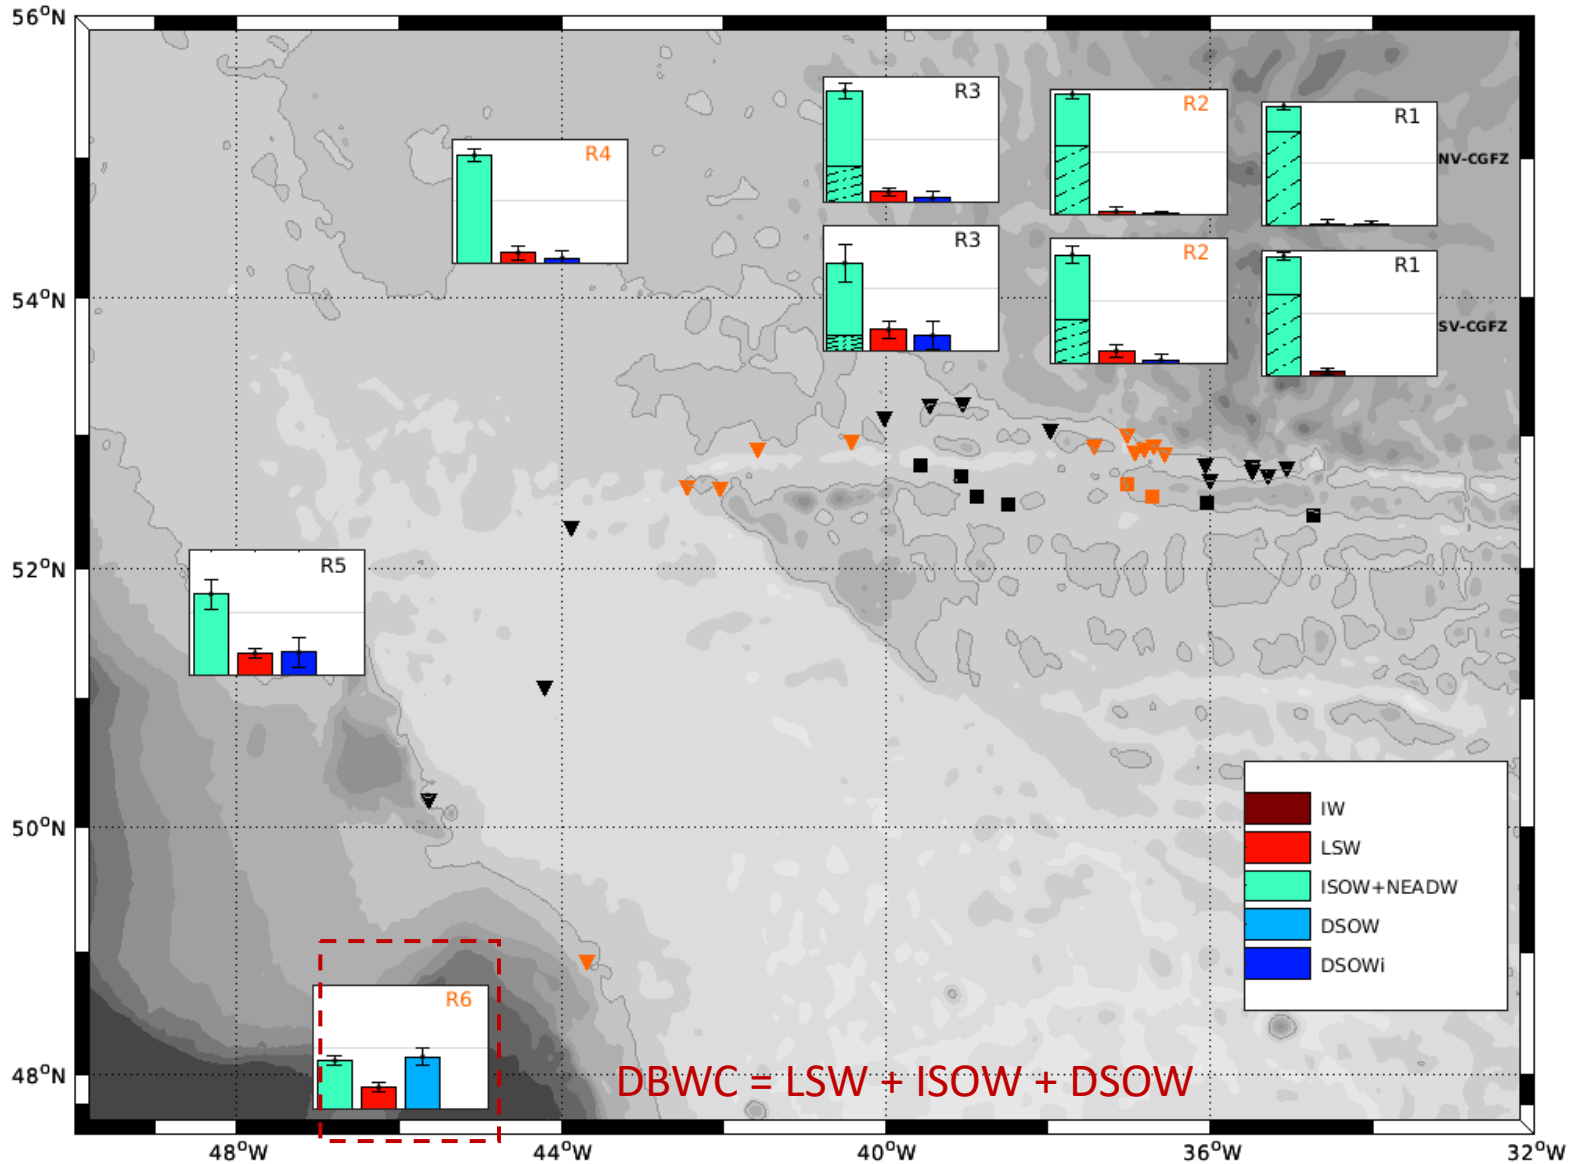 56°N
R3
R2
R1
R4
NV-CGFZ
R3
R2
R1
54°N
SV-CGFZ
52°N
R5
50°N
IW
LSW
ISOW+NEADW
DSOW
DSOWi
R6
48°N
DBWC = LSW + ISOW + DSOW
48°W
44°W
40°W
36°W
32°W